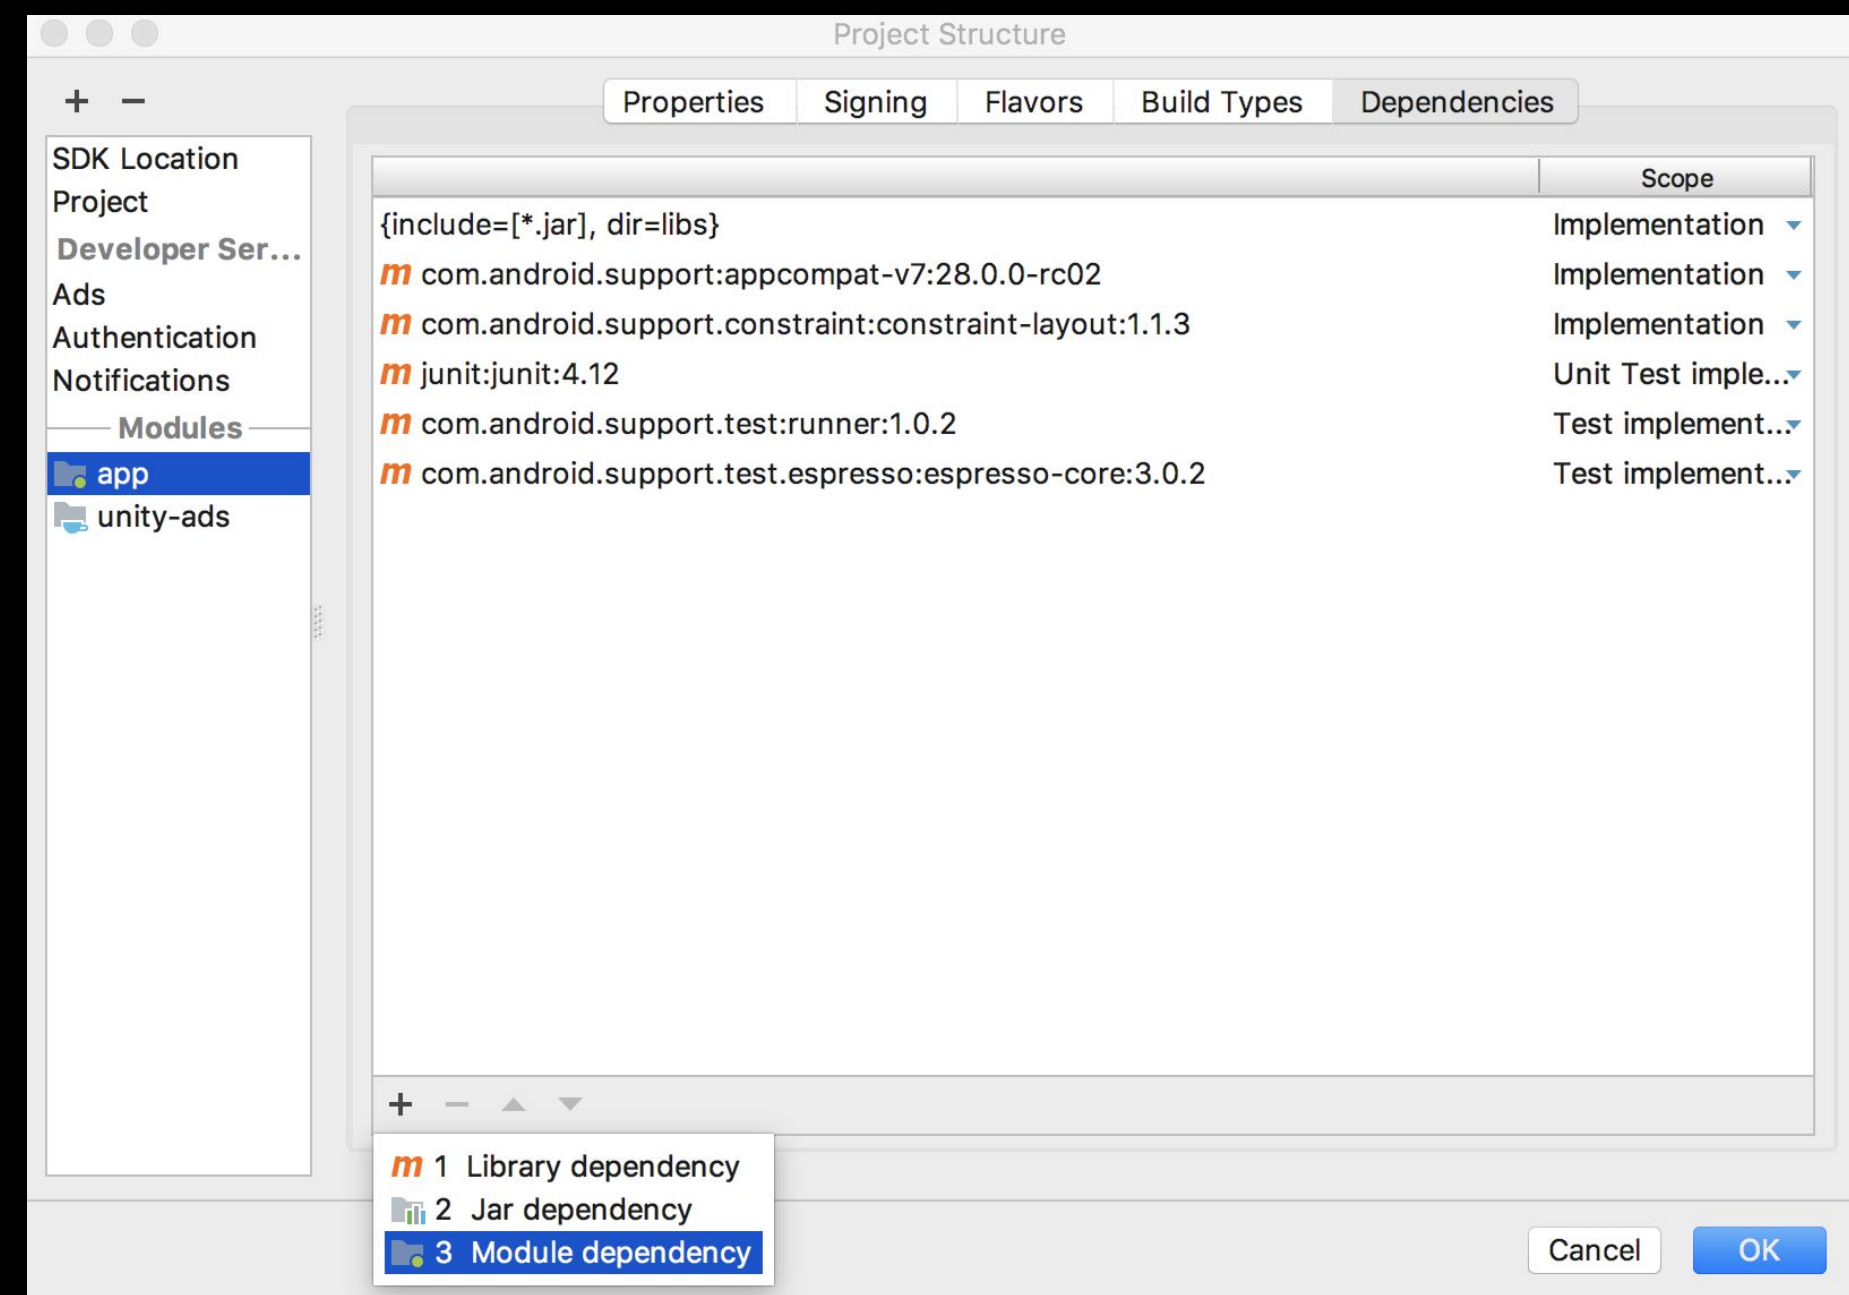 Project Structure
Properties Signing Flavors Build Types Dependencies
SDK Location
Project
Developer Ser...
Ads
Authentication
Notifications
Modules
app
unity-ads
Scope
{include=[*.jar], dir=libs} Implementation
m com.android.support:appcompat-v7:28.0.0-rc02 Implementation
m com.android.support.constraint:constraint-layout:1.1.3 Implementation
m junit:junit:4.12 Unit Test imple...
m com.android.support.test:runner:1.0.2 Test implement...
m com.android.support.test.espresso:espresso-core:3.0.2 Test implement...
m 1 Library dependency
2 Jar dependency
3 Module dependency
Cancel OK